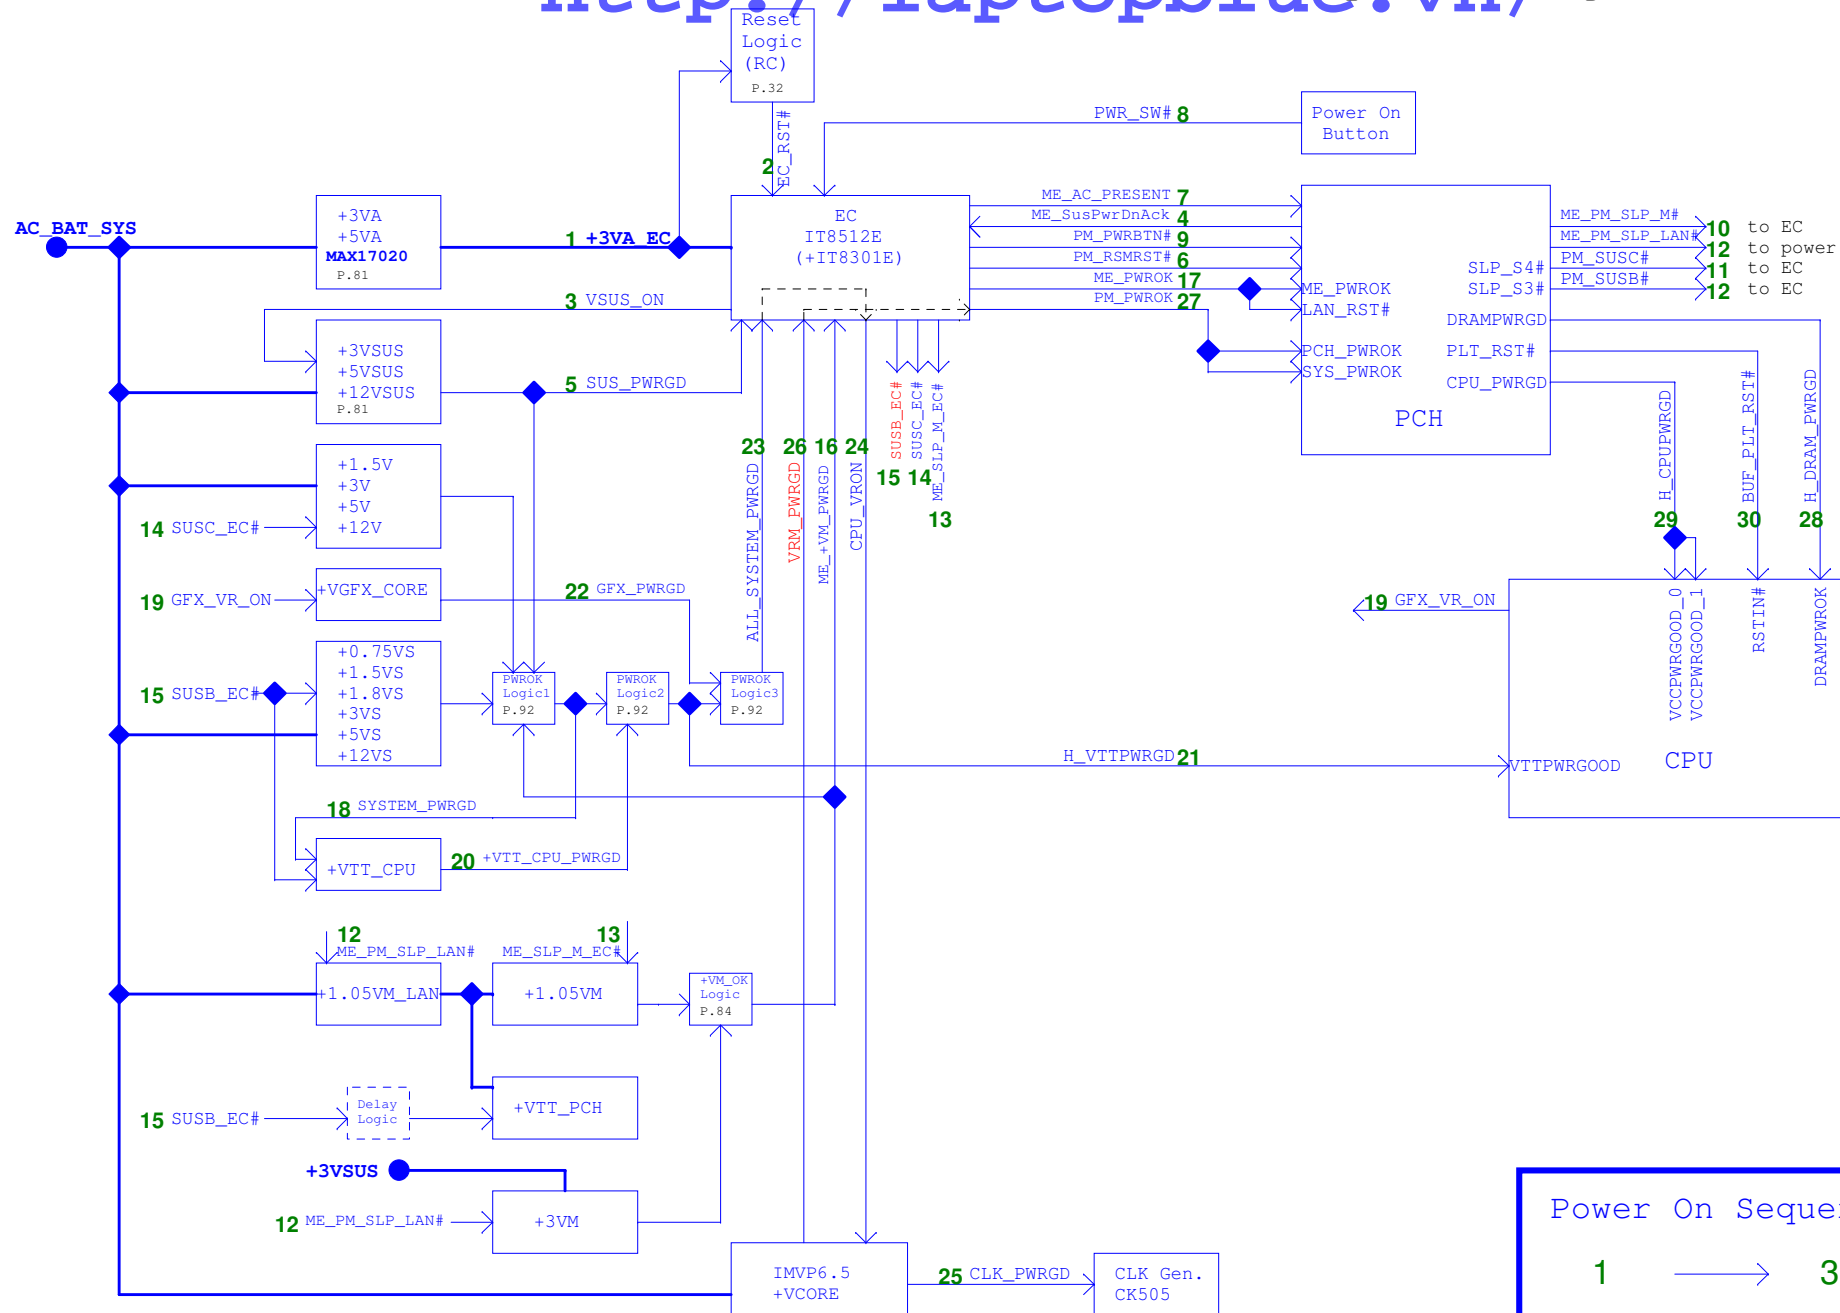 http://laptopblue.vn/
Reset
Logic
(RC)
P.32
EC_RST#
2
PWR_SW# 8
Power On
Button
AC_BAT_SYS
+3VA
+5VA
MAX17020
P.81
1 +3VA_EC
EC
IT8512E
(+IT8301E)
ME_AC_PRESENT 7
ME_SusPwrDnAck 4
PM_PWRBTN# 9
PM_RSMRST# 6
ME_PWROK 17
PM_PWROK 27
ME_PWROK
LAN_RST#
PCH_PWROK
SYS_PWROK
SLP_S4#
SLP_S3#
DRAMPWRGD
PLT_RST#
CPU_PWRGD
PCH
ME_PM_SLP_M# 10 to EC
ME_PM_SLP_LAN# 12 to power
PM_SUSC# 11 to EC
PM_SUSB# 12 to EC
3 VSUS_ON
+3VSUS
+5VSUS
+12VSUS
P.81
5 SUS_PWRGD
23 ALL_SYSTEM_PWRGD
26 VRM_PWRGD
16 ME_+VM_PWRGD
24 CPU_VRON
15 SUSB_EC#
14 SUSC_EC#
13 ME_SLP_M_EC#
H_CPUPWRGD 29
BUF_PLT_RST# 30
H_DRAM_PWRGD 28
+1.5V
+3V
+5V
+12V
14 SUSC_EC#
19 GFX_VR_ON
+VGFX_CORE
22 GFX_PWRGD
19 GFX_VR_ON
VCCPWRGOOD_0
VCCPWRGOOD_1
RSTIN#
DRAMPWROK
VTTPWRGOOD
CPU
+0.75VS
+1.5VS
+1.8VS
+3VS
+5VS
+12VS
15 SUSB_EC#
PWROK
Logic1
P.92
PWROK
Logic2
P.92
PWROK
Logic3
P.92
H_VTTPWRGD 21
18 SYSTEM_PWRGD
+VTT_CPU
20 +VTT_CPU_PWRGD
12
ME_PM_SLP_LAN#
13
ME_SLP_M_EC#
+1.05VM_LAN
+1.05VM
+VM_OK
Logic
P.84
15 SUSB_EC#
Delay
Logic
+VTT_PCH
+3VSUS
12 ME_PM_SLP_LAN#
+3VM
IMVP6.5
+VCORE
25 CLK_PWRGD
CLK Gen.
CK505
Power On Seque
1 3